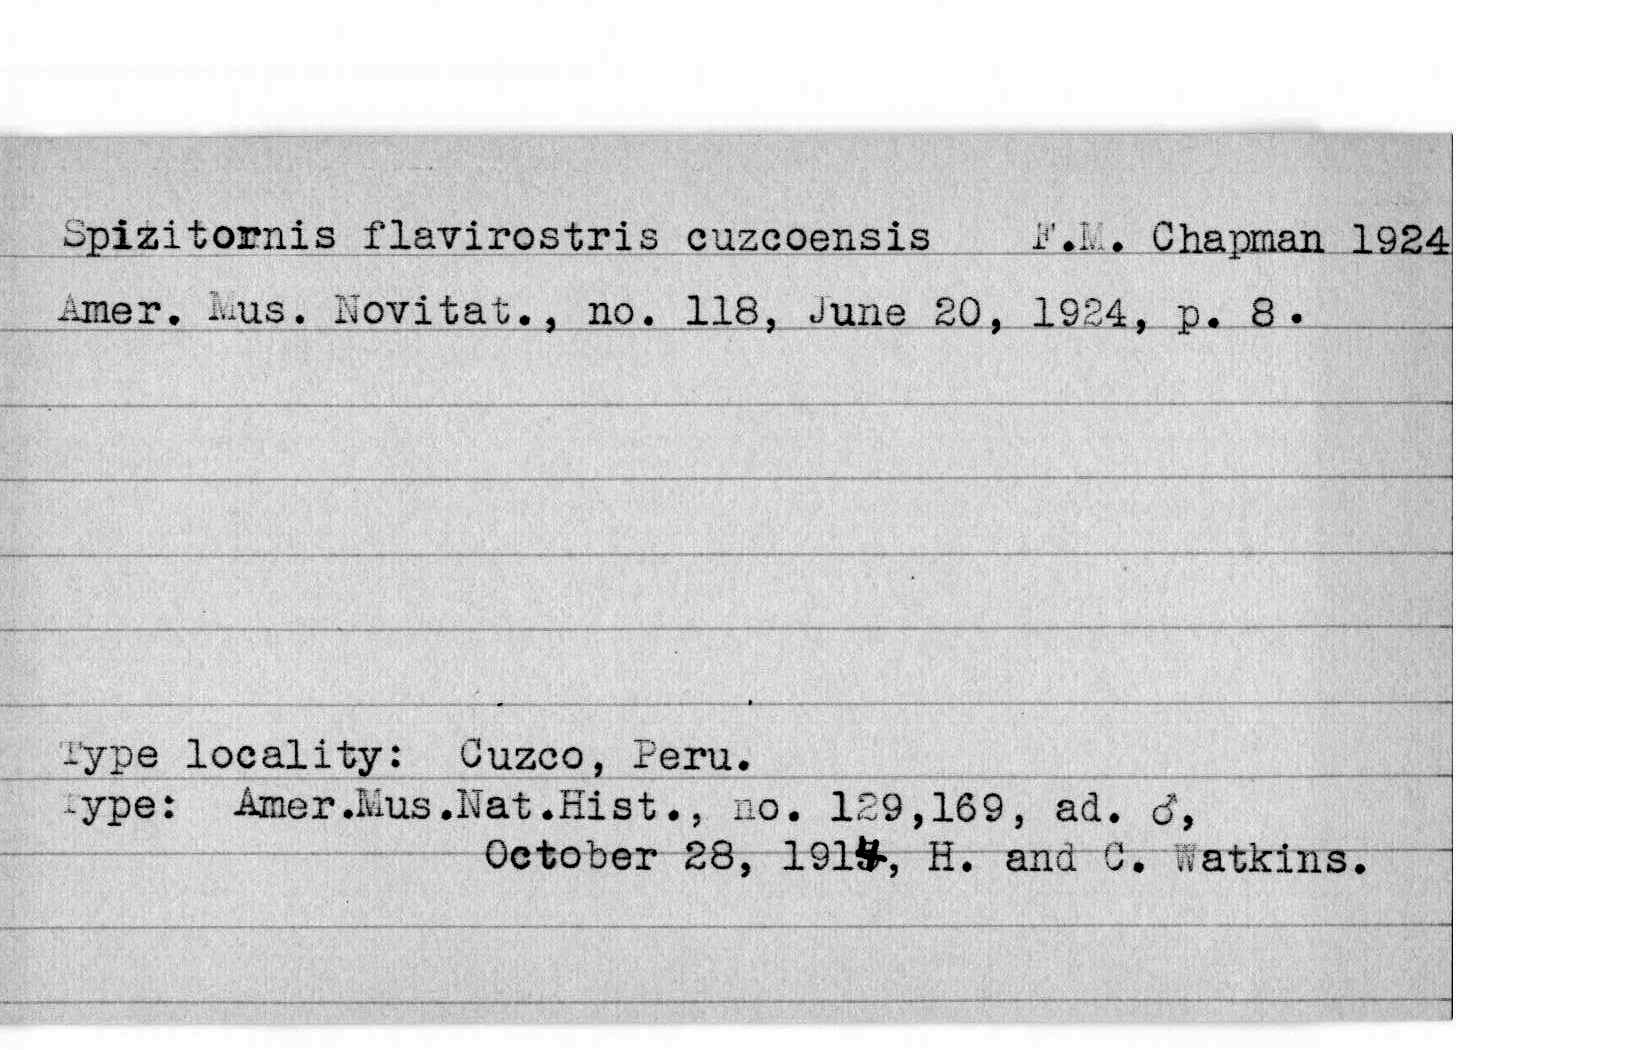 Spizitornis flavirostris cuzcoensis F.M. Chapman 1924
Amer. Mus. Novitat., no. 118, June 20, 1924, p. 8.
Type locality: Cuzco, Peru.
Type: Amer.Mus.Nat.Hist., no. 129,169, ad. ♂,
October 28, 1914, H. and C. Watkins.